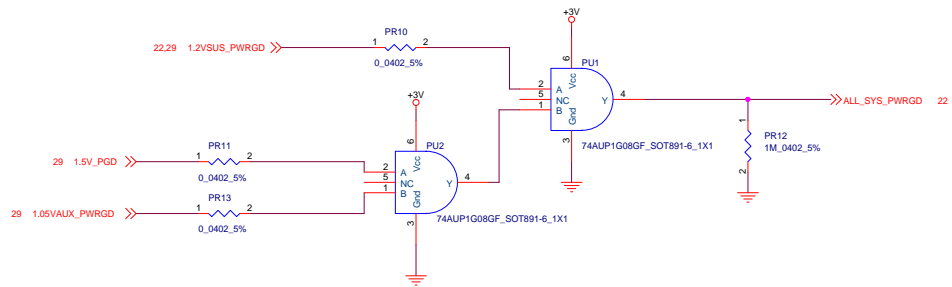 +3V
PR10
22,29 1.2VSUS_PWRGD 1 2
0_0402_5%
6 PU1
Vcc
2 A
5 NC Y 4 ALL_SYS_PWRGD 22
1 B
Gnd
3
74AUP1G08GF_SOT891-6_1X1
1
PR12
1M_0402_5%
2
+3V
PR11
29 1.5V_PGD 1 2
0_0402_5%
6 PU2
Vcc
2 A
5 NC Y 4
1 B
Gnd
3
74AUP1G08GF_SOT891-6_1X1
PR13
29 1.05VAUX_PWRGD 1 2
0_0402_5%